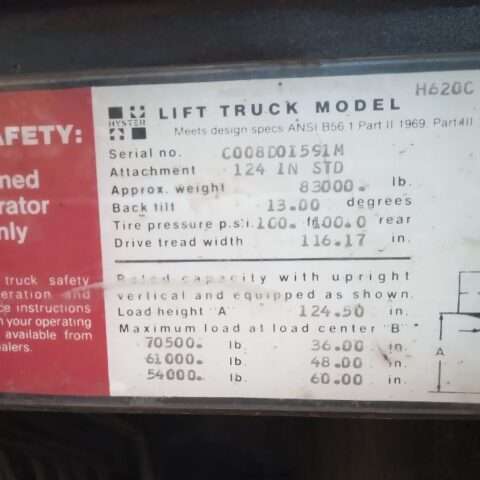 AFETY:
ned
rator
nly
truck safety
eration and
ce instructions
n your operating
available from
alers.
HYSTER
LIFT TRUCK MODEL H620C
Meets design specs ANSI B56.1 Part II 1969, Part III
Serial no. C008D01591M
Attachment 124 IN STD
Approx. weight 83000. lb.
Back tilt 13.00 degrees
Tire pressure p.s.i. 100. 100.0 rear
Drive tread width 116.17 in.
Rated capacity with upright
vertical and equipped as shown.
Load height "A" 124.50 in.
Maximum load at load center "B"
70500. lb. 36.00 in.
61000. lb. 48.00 in.
54000. lb. 60.00 in.
A